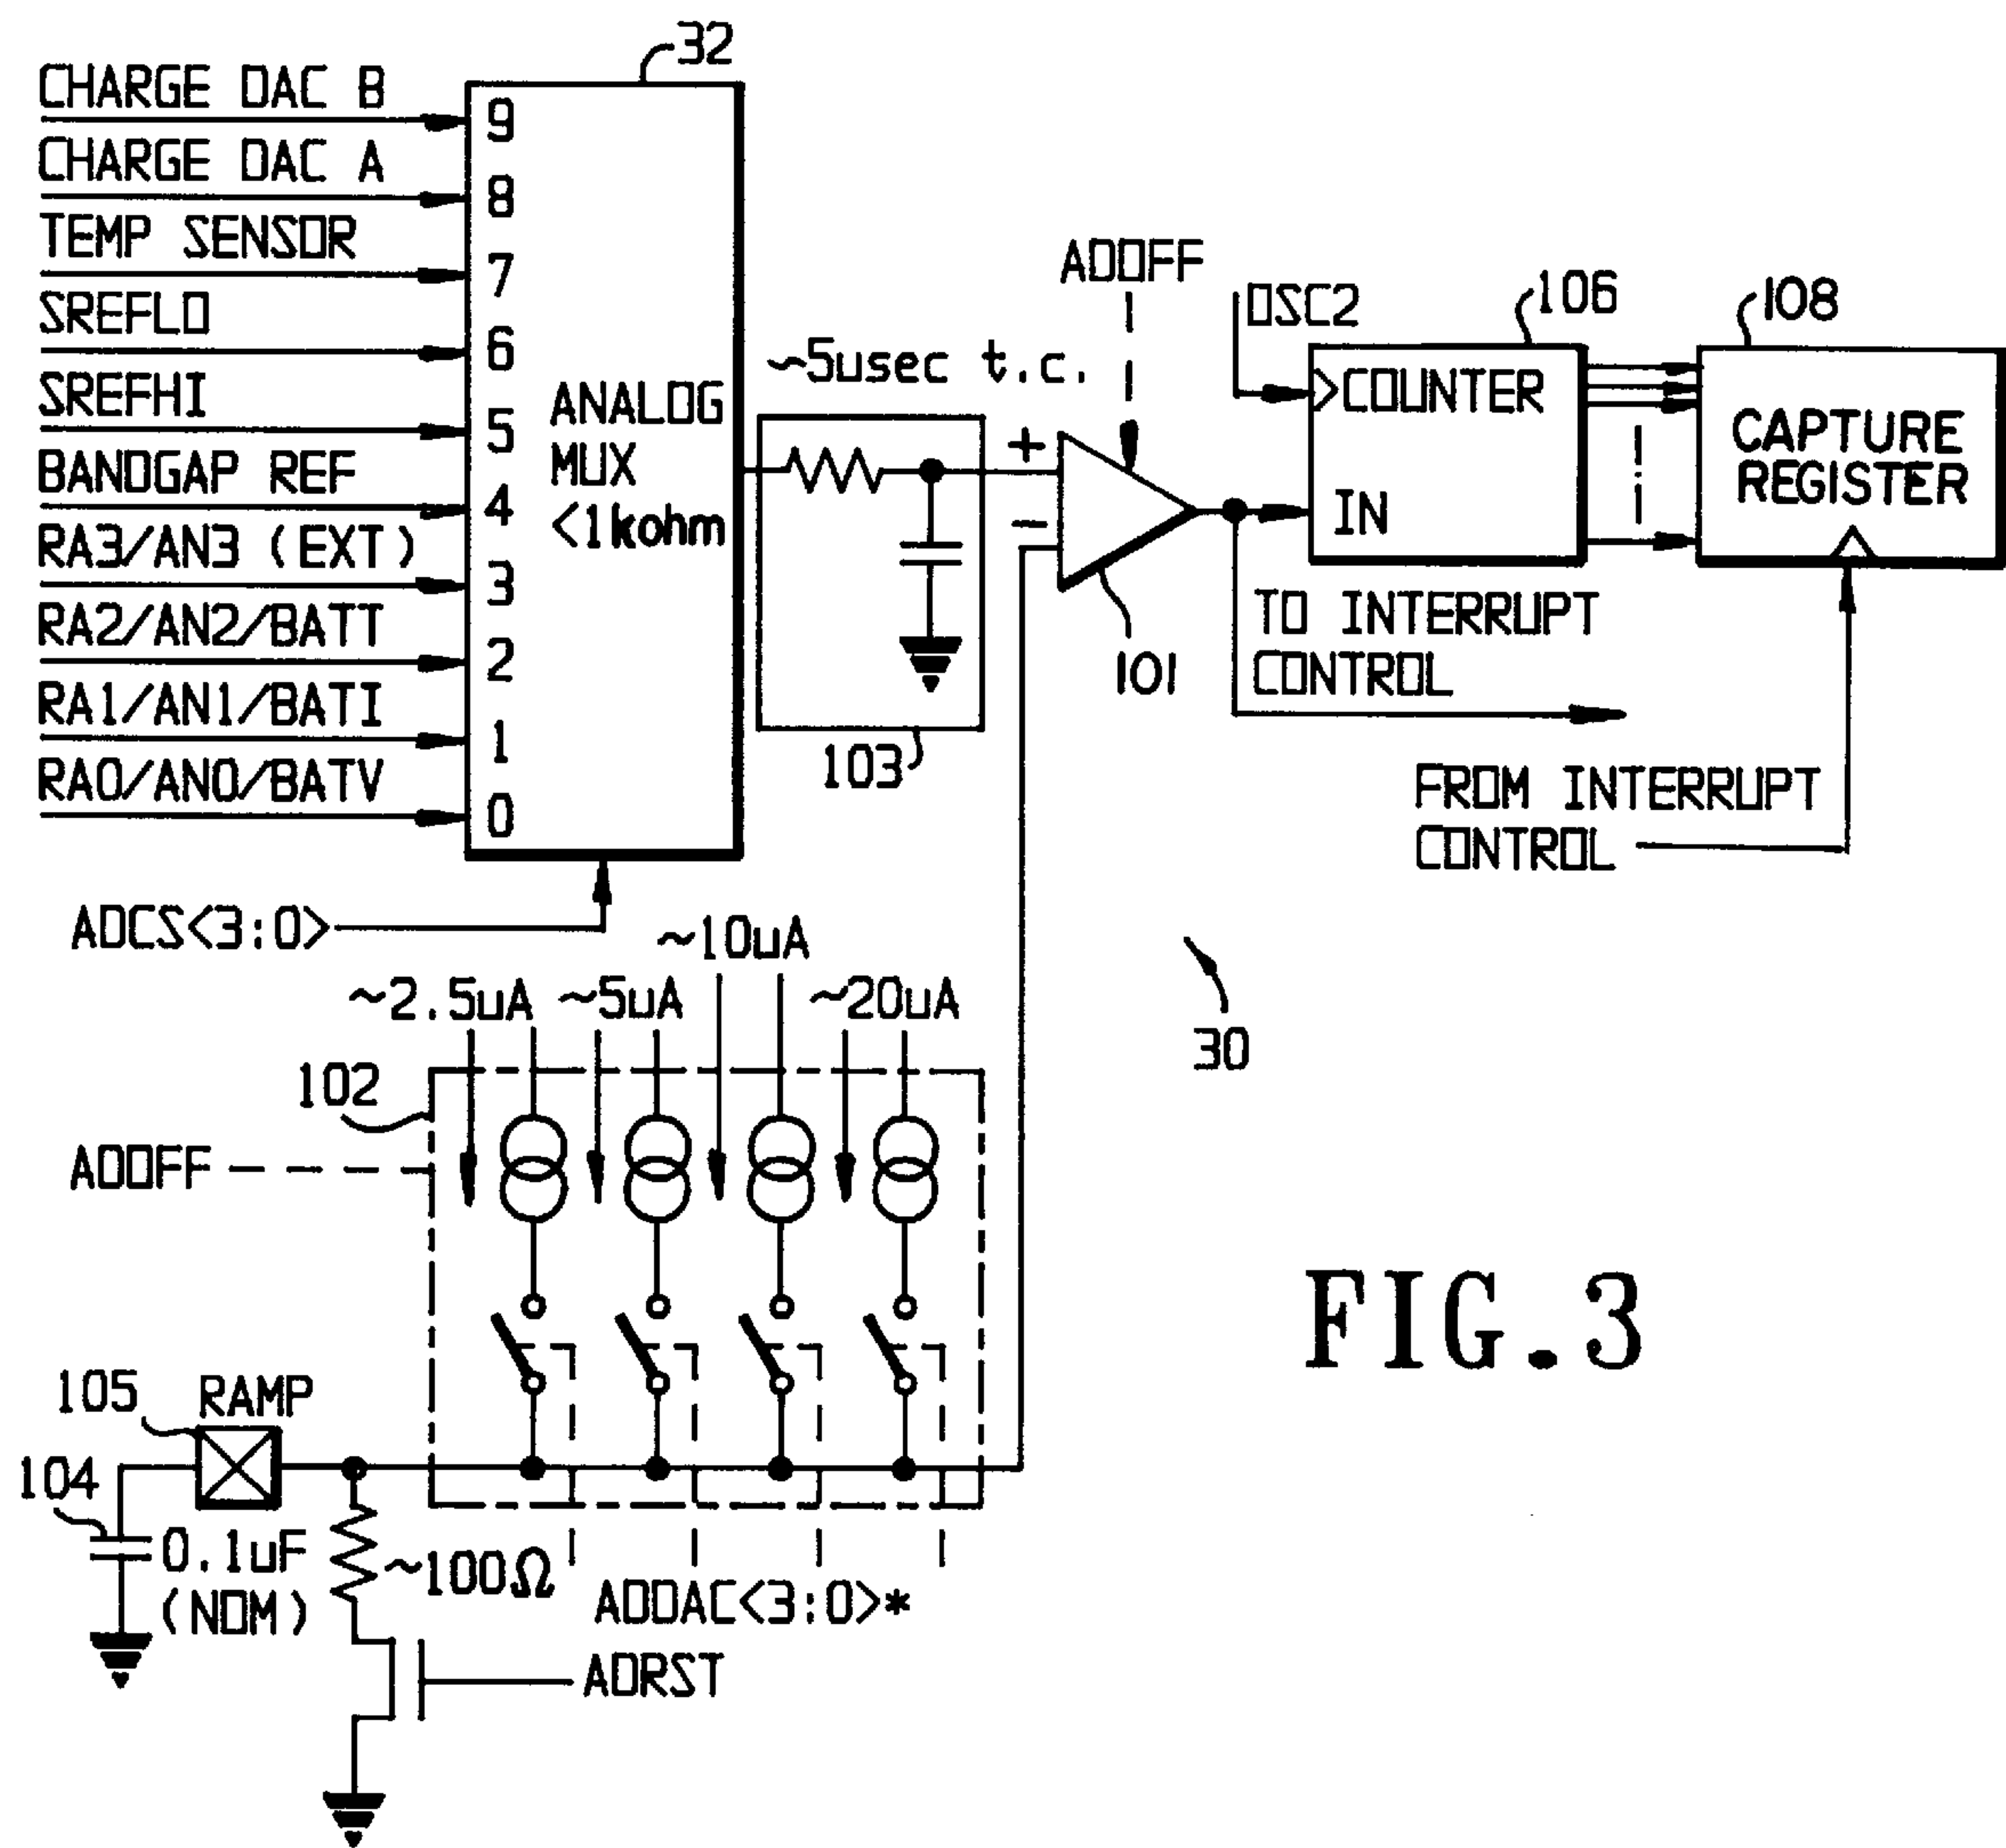 32
CHARGE DAC B
9
CHARGE DAC A
8
TEMP SENSOR
7
SREFLO
6
SREFHI
5
BANDGAP REF
4
RA3/AN3 (EXT)
3
RA2/AN2/BATT
2
RA1/AN1/BATI
1
RA0/AN0/BATV
0
ANALOG
MUX
<1kohm
ADCS<3:0>
~5usec t.c.
103
ADOFF
+
−
101
OSC2
106
>COUNTER
IN
108
CAPTURE
REGISTER
TO INTERRUPT
CONTROL
FROM INTERRUPT
CONTROL
30
~2.5uA
~5uA
~10uA
~20uA
102
ADOFF
105
RAMP
104
0.1uF
(NOM)
~100Ω
ADDAC<3:0>*
ADRST
FIG.3